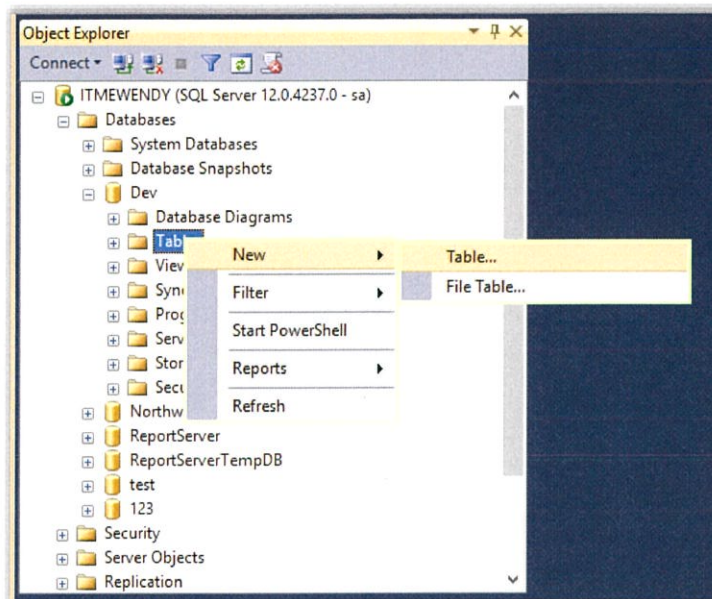 Object Explorer
Connect
ITMEWENDY (SQL Server 12.0.4237.0 - sa)
Databases
System Databases
Database Snapshots
Dev
Database Diagrams
Tabl
New
Table...
View
File Table...
Syn
Filter
Prog
Start PowerShell
Serv
Stor
Reports
Secu
Refresh
Northw
ReportServer
ReportServerTempDB
test
123
Security
Server Objects
Replication